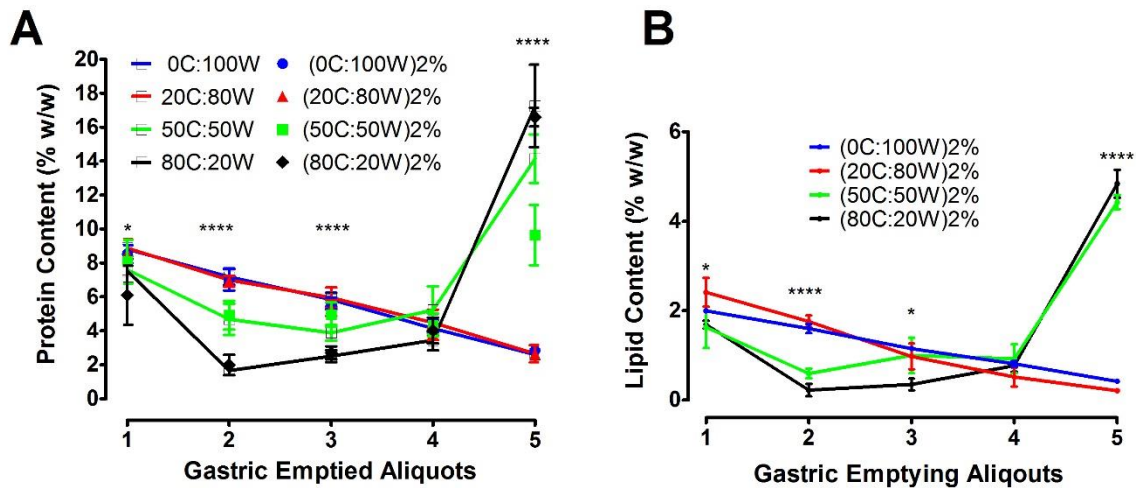 A
****
20
0C:100W (0C:100W)2%
18
20C:80W (20C:80W)2%
16
50C:50W (50C:50W)2%
14
80C:20W (80C:20W)2%
12
10
* **** ****
8
6
4
2
0
Protein Content (% w/w)
1 2 3 4 5
Gastric Emptied Aliquots
B
6
(0C:100W)2%
(20C:80W)2%
(50C:50W)2%
(80C:20W)2%
****
4
* **** *
2
0
Lipid Content (% w/w)
1 2 3 4 5
Gastric Emptying Aliqouts